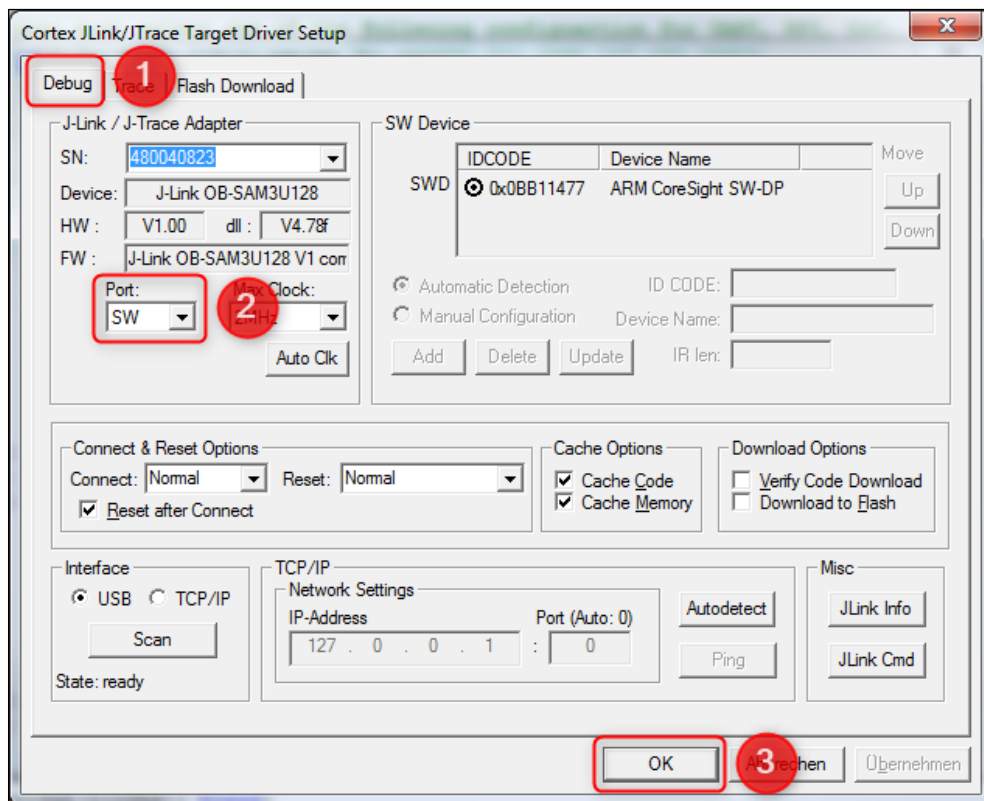 Cortex JLink/JTrace Target Driver Setup
Debug
1
Trace
Flash Download
J-Link / J-Trace Adapter
SN: 480040823
Device: J-Link OB-SAM3U128
HW : V1.00 dll : V4.78f
FW : J-Link OB-SAM3U128 V1 com
Port: Max Clock:
SW 2 2MHz
Auto Clk
SW Device
IDCODE Device Name
SWD 0x0BB11477 ARM CoreSight SW-DP
Move
Up
Down
Automatic Detection ID CODE:
Manual Configuration Device Name:
Add Delete Update IR len:
Connect & Reset Options
Connect: Normal Reset: Normal
Reset after Connect
Cache Options
Cache Code
Cache Memory
Download Options
Verify Code Download
Download to Flash
Interface
USB TCP/IP
Scan
State: ready
TCP/IP
Network Settings
IP-Address Port (Auto: 0)
127 . 0 . 0 . 1 : 0
Autodetect
Ping
Misc
JLink Info
JLink Cmd
OK 3 Abbrechen Übernehmen